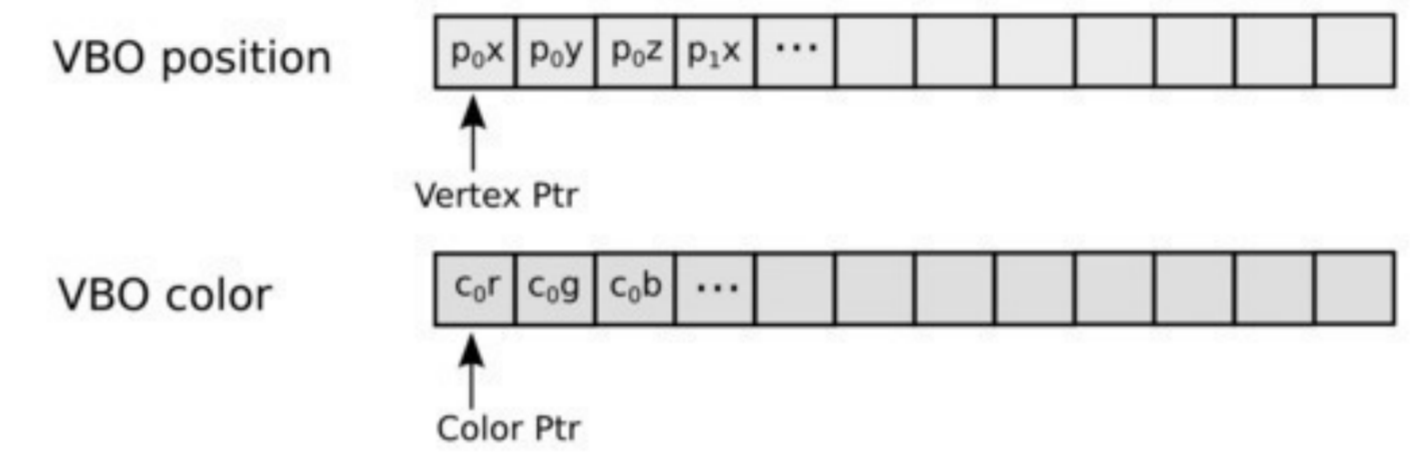 VBO position p₀x p₀y p₀z p₁x ...
Vertex Ptr
VBO color c₀r c₀g c₀b ...
Color Ptr